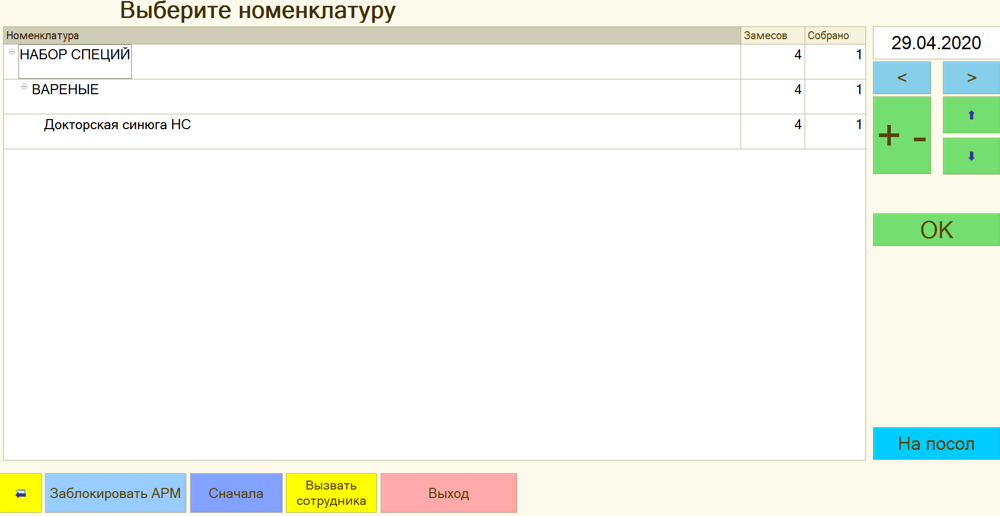 Выберите номенклатуру
Номенклатура Замесов Собрано
НАБОР СПЕЦИЙ 4 1
ВАРЕНЫЕ 4 1
Докторская синюга НС 4 1
29.04.2020
< >
+ -
OK
На посол
Заблокировать АРМ
Сначала
Вызвать
сотрудника
Выход